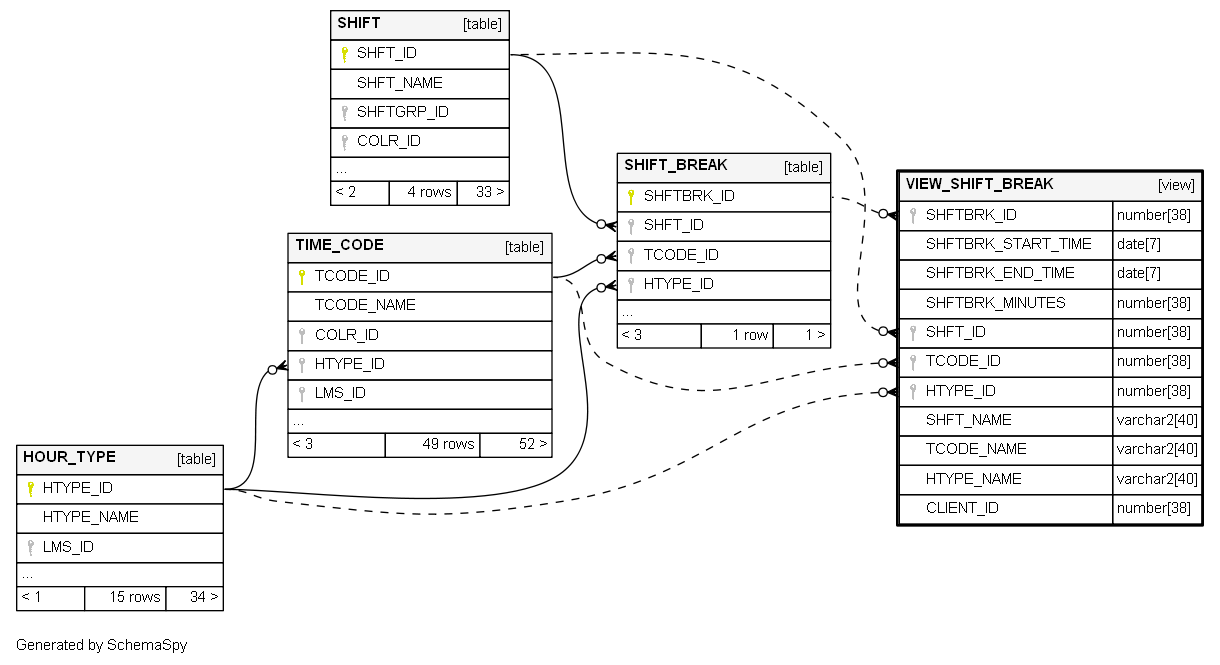 SHIFT [table]
SHFT_ID
SHFT_NAME
SHFTGRP_ID
COLR_ID
...
< 2 4 rows 33 >
SHIFT_BREAK [table]
SHFTBRK_ID
SHFT_ID
TCODE_ID
HTYPE_ID
...
< 3 1 row 1 >
VIEW_SHIFT_BREAK [view]
SHFTBRK_ID number[38]
SHFTBRK_START_TIME date[7]
SHFTBRK_END_TIME date[7]
SHFTBRK_MINUTES number[38]
SHFT_ID number[38]
TCODE_ID number[38]
HTYPE_ID number[38]
SHFT_NAME varchar2[40]
TCODE_NAME varchar2[40]
HTYPE_NAME varchar2[40]
CLIENT_ID number[38]
TIME_CODE [table]
TCODE_ID
TCODE_NAME
COLR_ID
HTYPE_ID
LMS_ID
...
< 3 49 rows 52 >
HOUR_TYPE [table]
HTYPE_ID
HTYPE_NAME
LMS_ID
...
< 1 15 rows 34 >
Generated by SchemaSpy